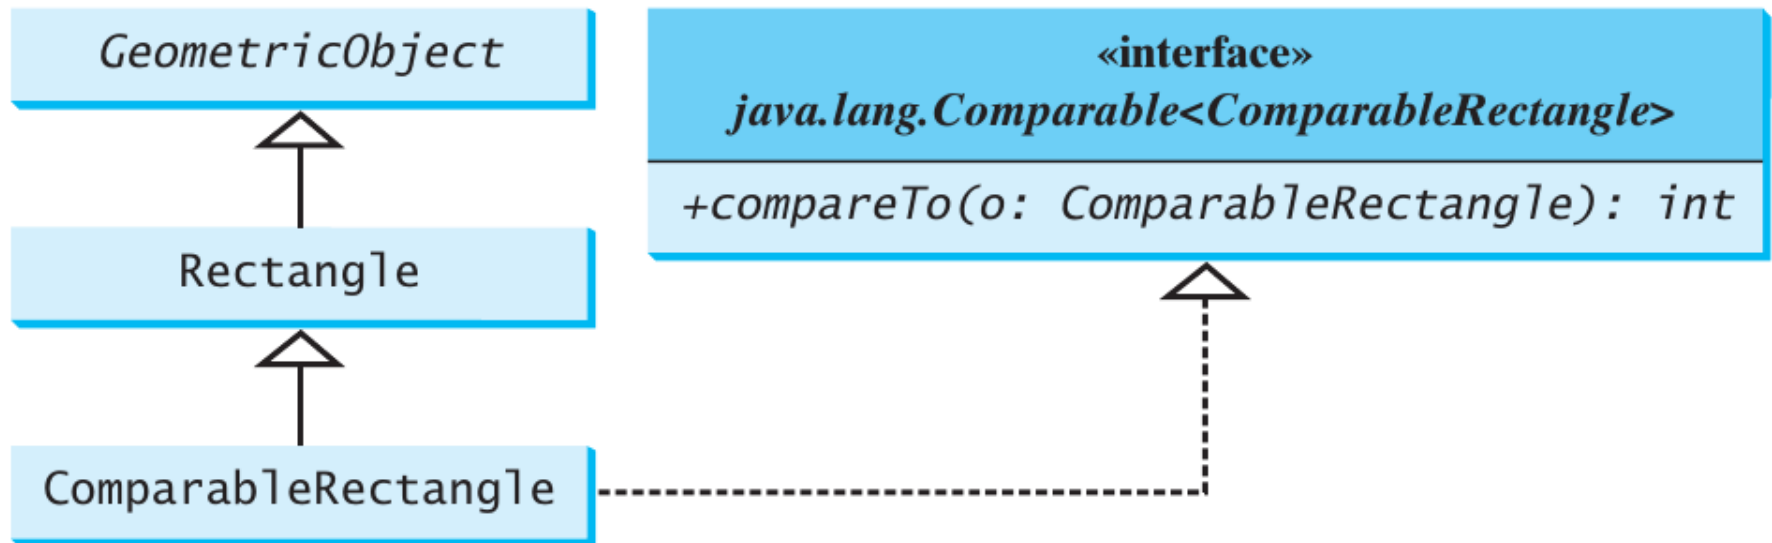 GeometricObject
«interface»
java.lang.Comparable<ComparableRectangle>
+compareTo(o: ComparableRectangle): int
Rectangle
ComparableRectangle